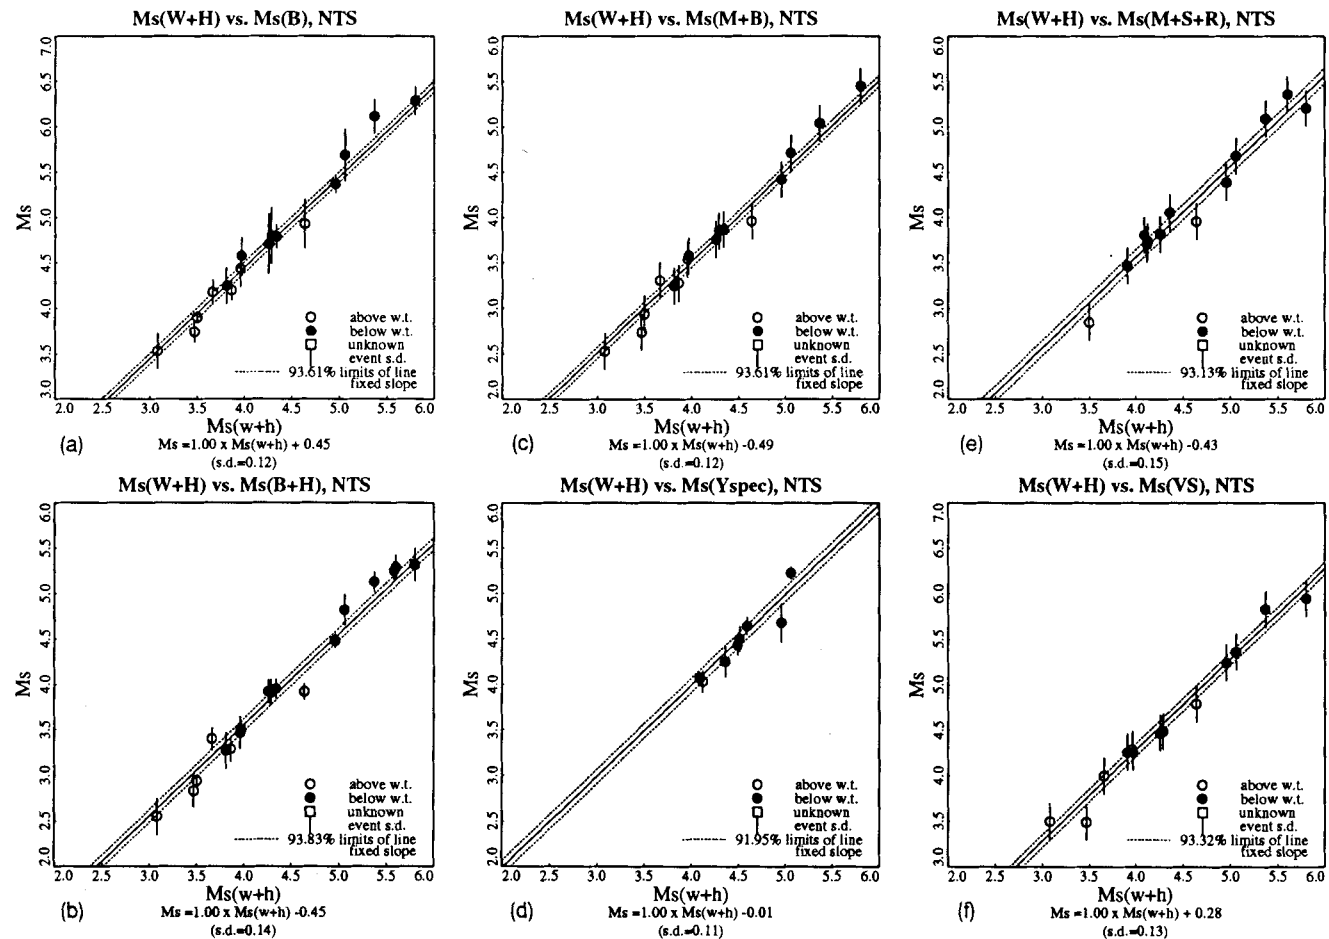 Ms(W+H) vs. Ms(B), NTS
7.0
6.5
6.0
5.5
5.0
4.5
4.0
3.5
3.0
Ms
above w.t.
below w.t.
unknown
event s.d.
93.61% limits of line
fixed slope
2.0 2.5 3.0 3.5 4.0 4.5 5.0 5.5 6.0
Ms(w+h)
(a)
Ms =1.00 x Ms(w+h) + 0.45
(s.d.=0.12)
Ms(W+H) vs. Ms(M+B), NTS
6.0
5.5
5.0
4.5
4.0
3.5
3.0
2.5
2.0
Ms
above w.t.
below w.t.
unknown
event s.d.
93.61% limits of line
fixed slope
2.0 2.5 3.0 3.5 4.0 4.5 5.0 5.5 6.0
Ms(w+h)
(c)
Ms =1.00 x Ms(w+h) -0.49
(s.d.=0.12)
Ms(W+H) vs. Ms(M+S+R), NTS
6.0
5.5
5.0
4.5
4.0
3.5
3.0
2.5
2.0
Ms
above w.t.
below w.t.
unknown
event s.d.
93.13% limits of line
fixed slope
2.0 2.5 3.0 3.5 4.0 4.5 5.0 5.5 6.0
Ms(w+h)
(e)
Ms =1.00 x Ms(w+h) -0.43
(s.d.=0.15)
Ms(W+H) vs. Ms(B+H), NTS
6.0
5.5
5.0
4.5
4.0
3.5
3.0
2.5
2.0
Ms
above w.t.
below w.t.
unknown
event s.d.
93.83% limits of line
fixed slope
2.0 2.5 3.0 3.5 4.0 4.5 5.0 5.5 6.0
Ms(w+h)
(b)
Ms =1.00 x Ms(w+h) -0.45
(s.d.=0.14)
Ms(W+H) vs. Ms(Yspec), NTS
6.0
5.5
5.0
4.5
4.0
3.5
3.0
2.5
2.0
Ms
above w.t.
below w.t.
unknown
event s.d.
91.95% limits of line
fixed slope
2.0 2.5 3.0 3.5 4.0 4.5 5.0 5.5 6.0
Ms(w+h)
(d)
Ms =1.00 x Ms(w+h) -0.01
(s.d.=0.11)
Ms(W+H) vs. Ms(VS), NTS
7.0
6.5
6.0
5.5
5.0
4.5
4.0
3.5
3.0
Ms
above w.t.
below w.t.
unknown
event s.d.
93.32% limits of line
fixed slope
2.0 2.5 3.0 3.5 4.0 4.5 5.0 5.5 6.0
Ms(w+h)
(f)
Ms =1.00 x Ms(w+h) + 0.28
(s.d.=0.13)